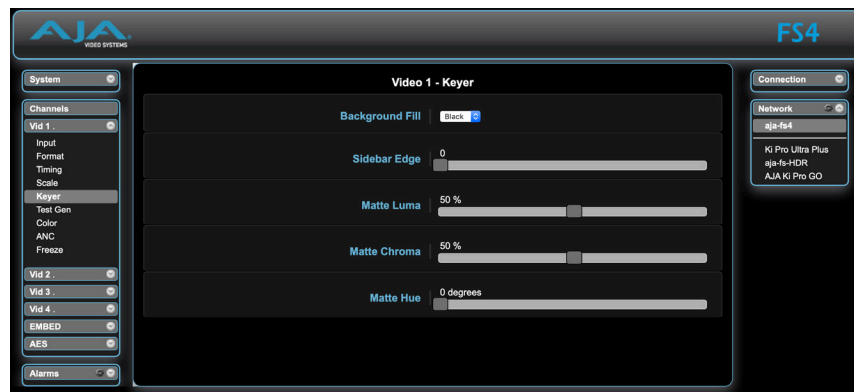 AJA
VIDEO SYSTEMS
FS4
System
Channels
Vid 1 .
Input
Format
Timing
Scale
Keyer
Test Gen
Color
ANC
Freeze
Vid 2 .
Vid 3 .
Vid 4 .
EMBED
AES
Alarms
Video 1 - Keyer
Background Fill Black
Sidebar Edge 0
Matte Luma 50 %
Matte Chroma 50 %
Matte Hue 0 degrees
Connection
Network
aja-fs4
Ki Pro Ultra Plus
aja-fs-HDR
AJA Ki Pro GO